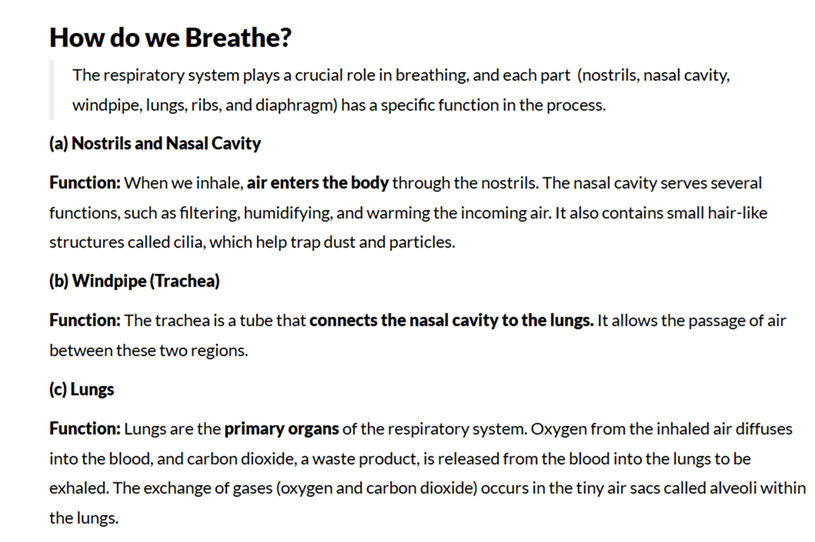 How do we Breathe?
The respiratory system plays a crucial role in breathing, and each part (nostrils, nasal cavity,
windpipe, lungs, ribs, and diaphragm) has a specific function in the process.
(a) Nostrils and Nasal Cavity
Function: When we inhale, air enters the body through the nostrils. The nasal cavity serves several
functions, such as filtering, humidifying, and warming the incoming air. It also contains small hair-like
structures called cilia, which help trap dust and particles.
(b) Windpipe (Trachea)
Function: The trachea is a tube that connects the nasal cavity to the lungs. It allows the passage of air
between these two regions.
(c) Lungs
Function: Lungs are the primary organs of the respiratory system. Oxygen from the inhaled air diffuses
into the blood, and carbon dioxide, a waste product, is released from the blood into the lungs to be
exhaled. The exchange of gases (oxygen and carbon dioxide) occurs in the tiny air sacs called alveoli within
the lungs.